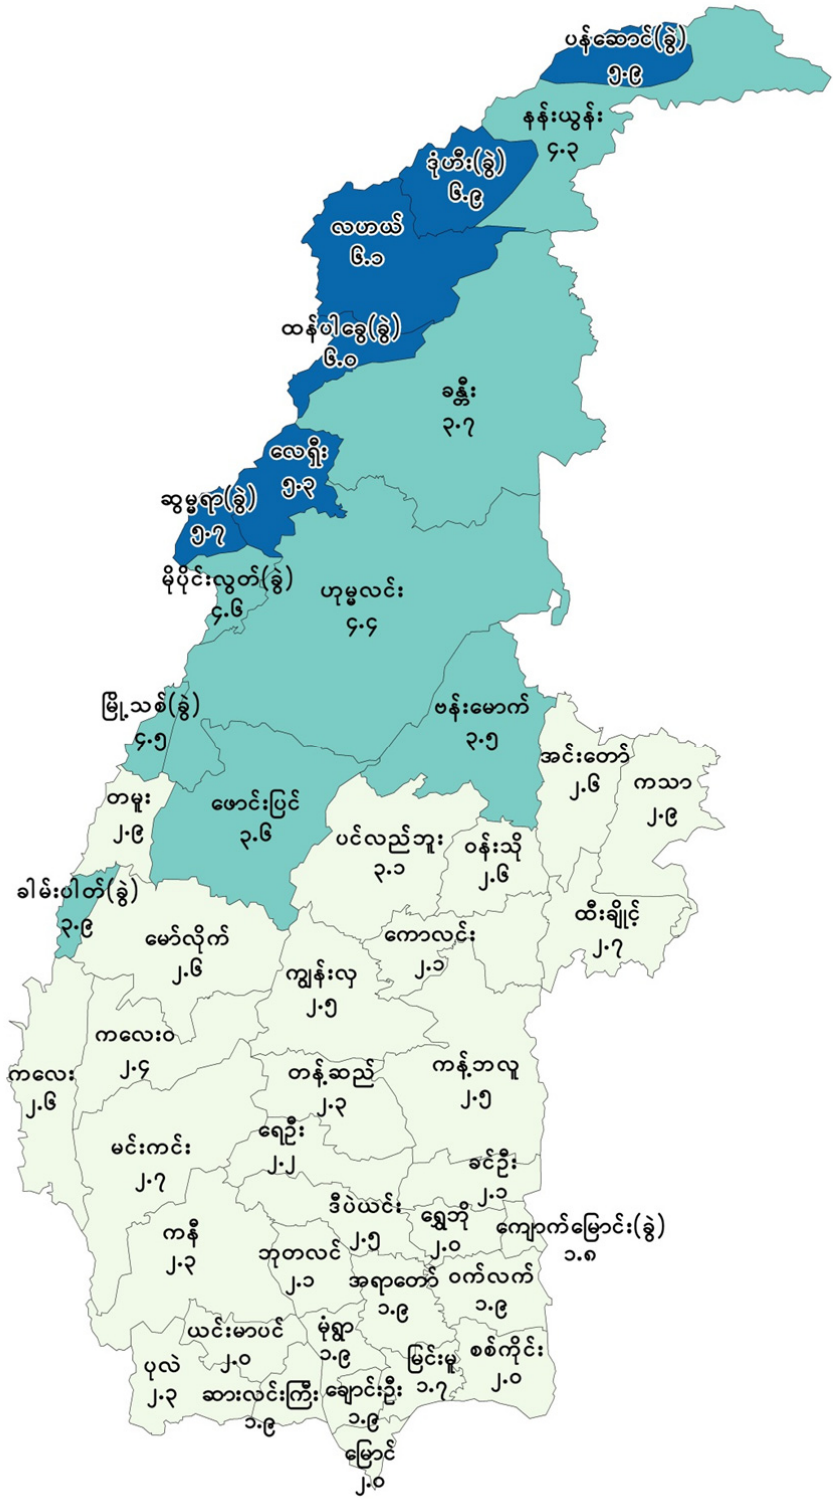 ပန်ဆောင်(ခွဲ)
၅.၉
နန်းယွန်း
၄.၃
ဒုံဟီး(ခွဲ)
၆.၉
လဟယ်
၆.၁
ထန်ပါခွေ(ခွဲ)
၆.၀
ခန္တီး
၃.၇
လေရှီး
၅.၃
ဆွမ္မရာ(ခွဲ)
၅.၇
မိုပိုင်းလွတ်(ခွဲ)
၄.၆
ဟုမ္မလင်း
၄.၄
မြို့သစ်(ခွဲ)
၄.၅
ဗန်းမောက်
၃.၅
အင်းတော်
၂.၆
ကသာ
၂.၉
တမူး
၂.၉
ဖောင်းပြင်
၃.၆
ပင်လည်ဘူး
၃.၁
ဝန်းသို
၂.၆
ခါမ်းပါတ်(ခွဲ)
၃.၉
မော်လိုက်
၂.၆
ကောလင်း
၂.၁
ထီးချိုင့်
၂.၇
ကျွန်းလှ
၂.၅
ကလေးဝ
၂.၄
ကလေး
၂.၆
တန့်ဆည်
၂.၃
ကန့်ဘလူ
၂.၅
မင်းကင်း
၂.၇
ရေဦး
၂.၂
ခင်ဦး
၂.၁
ဒီပဲယင်း
၂.၅
ရွှေဘို
၂.၀
ကျောက်မြောင်း(ခွဲ)
၁.၈
ကနီ
၂.၃
ဘုတလင်
၂.၁
အရာတော်
၁.၉
ဝက်လက်
၁.၉
ယင်းမာပင်
၂.၀
မုံရွာ
၁.၉
မြင်းမူ
၁.၇
စစ်ကိုင်း
၂.၀
ပုလဲ
၂.၃
ဆားလင်းကြီး
၁.၉
ချောင်းဦး
၁.၉
မြောင်
၂.၀